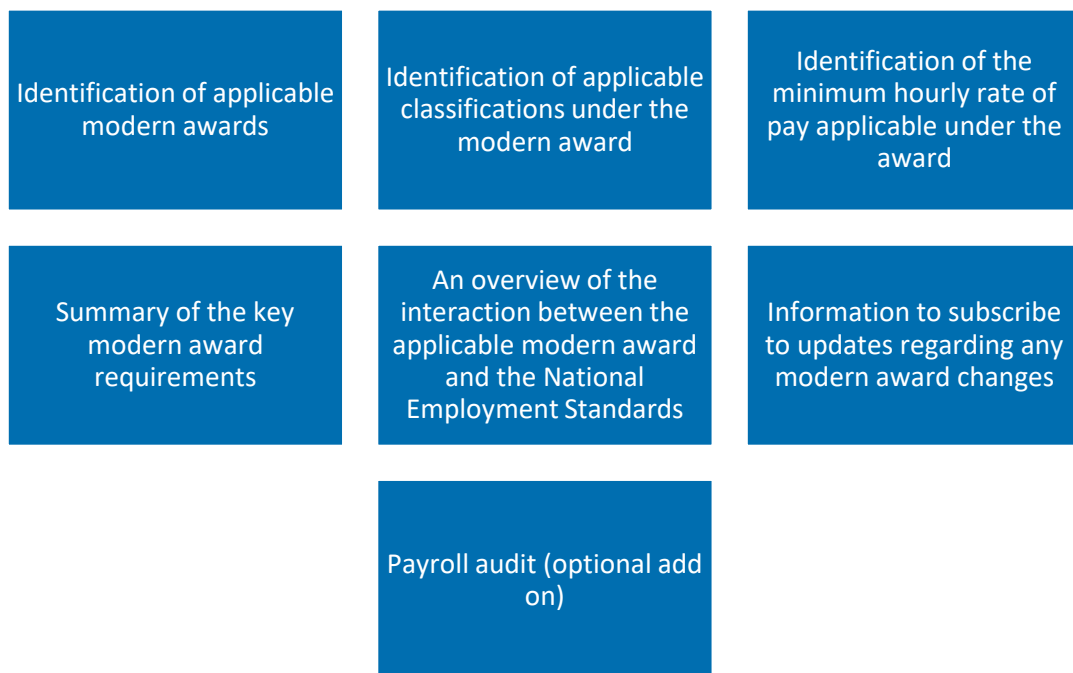 Identification of applicable
modern awards
Identification of applicable
classifications under the
modern award
Identification of the
minimum hourly rate of
pay applicable under the
award
Summary of the key
modern award
requirements
An overview of the
interaction between the
applicable modern award
and the National
Employment Standards
Information to subscribe
to updates regarding any
modern award changes
Payroll audit (optional add
on)